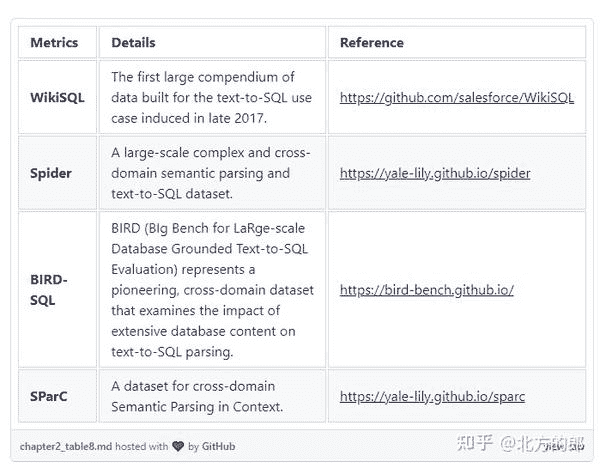 Metrics Details Reference
WikiSQL
The first large compendium of
data built for the text-to-SQL use
case induced in late 2017.
https://github.com/salesforce/WikiSQL
Spider
A large-scale complex and cross-
domain semantic parsing and
text-to-SQL dataset.
https://yale-lily.github.io/spider
BIRD-
SQL
BIRD (BIg Bench for LaRge-scale
Database Grounded Text-to-SQL
Evaluation) represents a
pioneering, cross-domain dataset
that examines the impact of
extensive database content on
text-to-SQL parsing.
https://bird-bench.github.io/
SParC
A dataset for cross-domain
Semantic Parsing in Context.
https://yale-lily.github.io/sparc
chapter2_table8.md hosted with ❤ by GitHub
知乎 @北方的郎